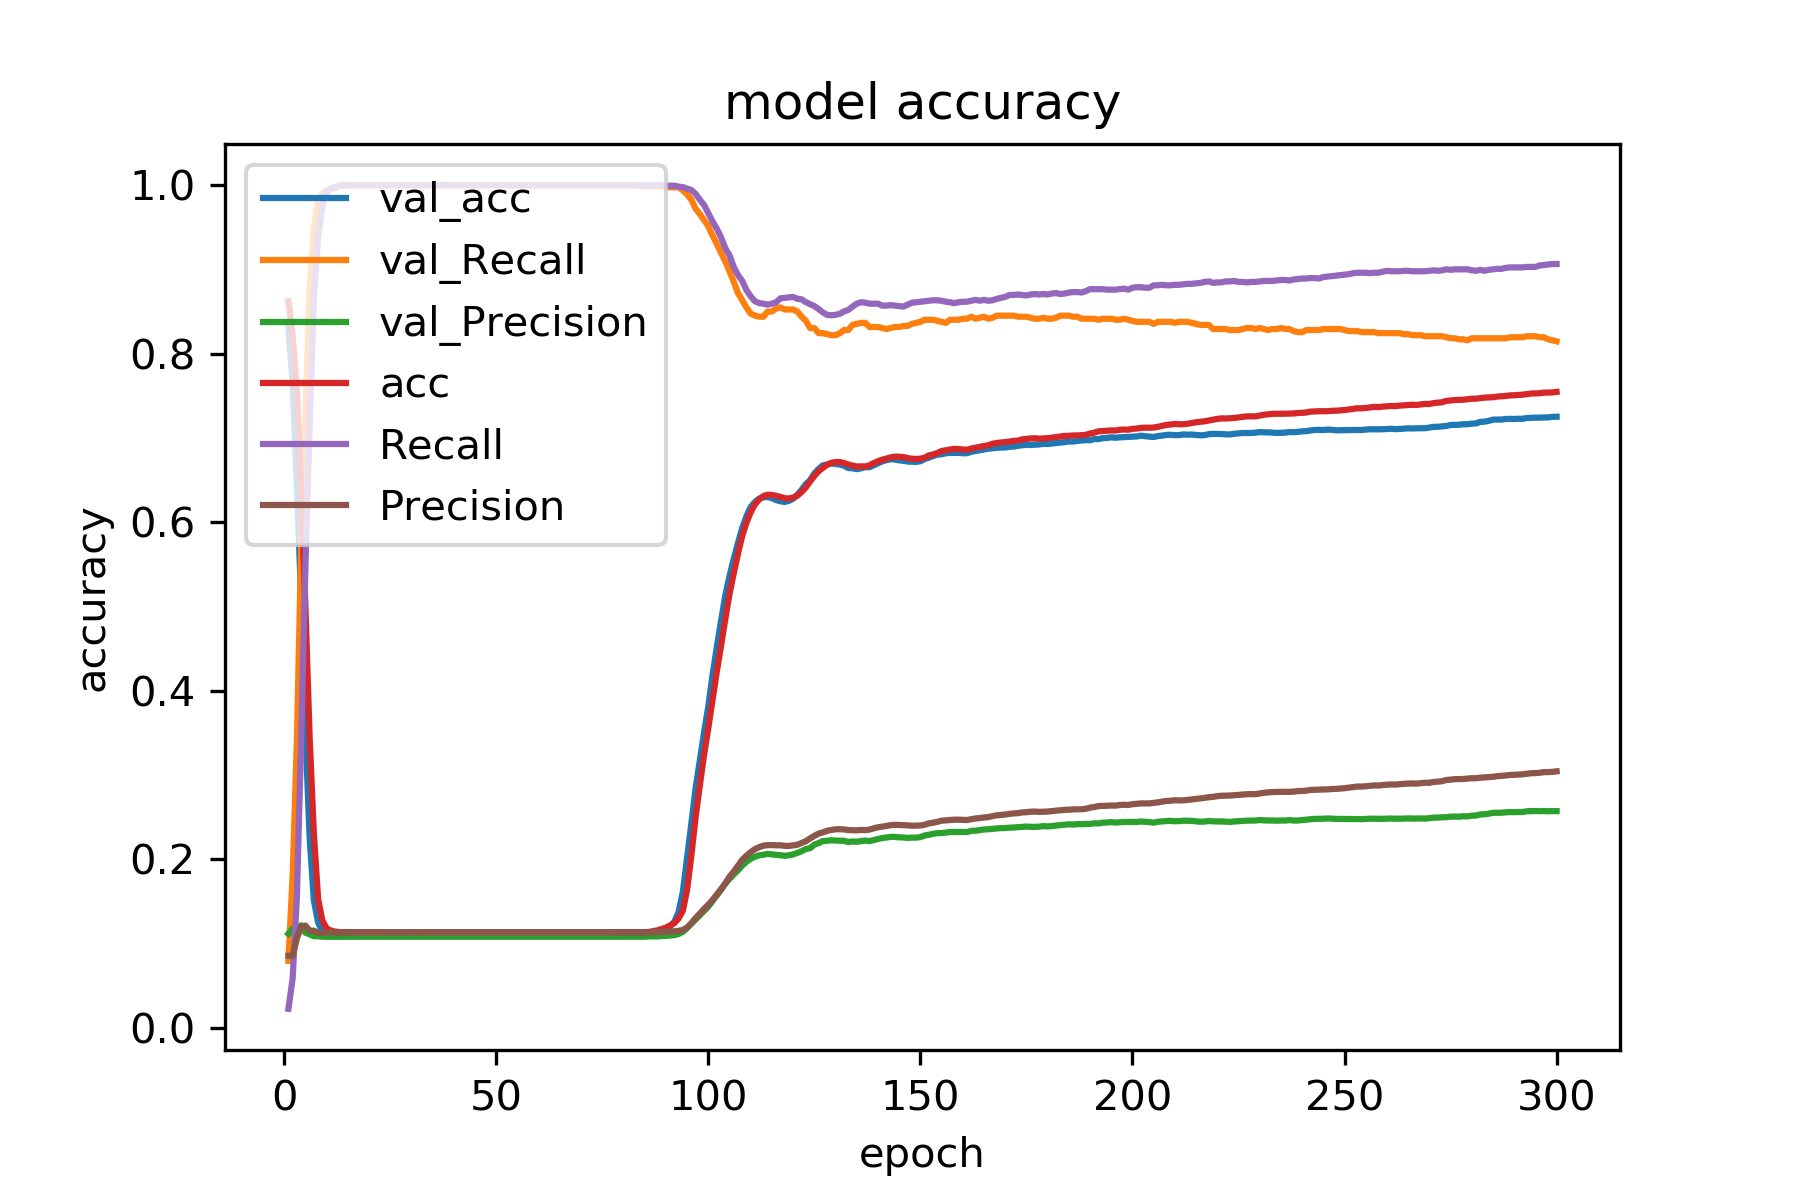 model accuracy
val_acc
val_Recall
val_Precision
acc
Recall
Precision
accuracy
1.0
0.8
0.6
0.4
0.2
0.0
0 50 100 150 200 250 300
epoch